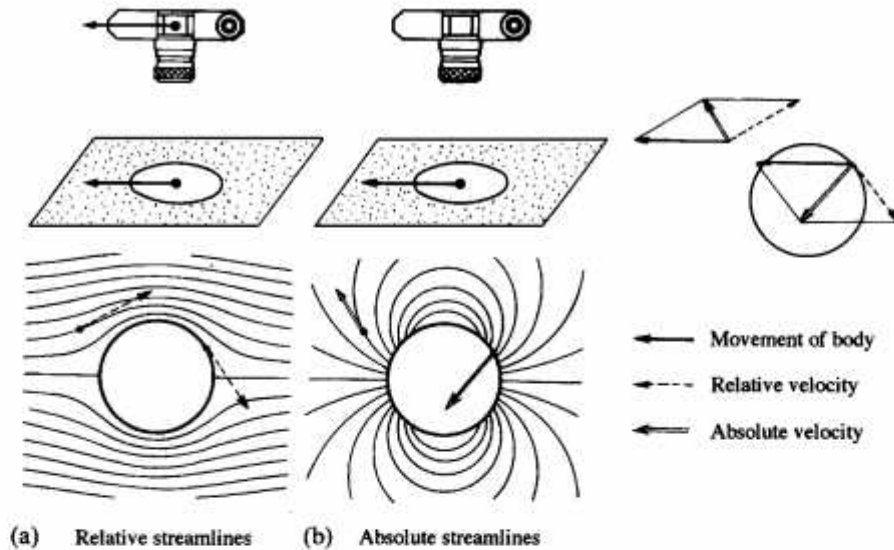 Movement of body
Relative velocity
Absolute velocity
(a) Relative streamlines
(b) Absolute streamlines